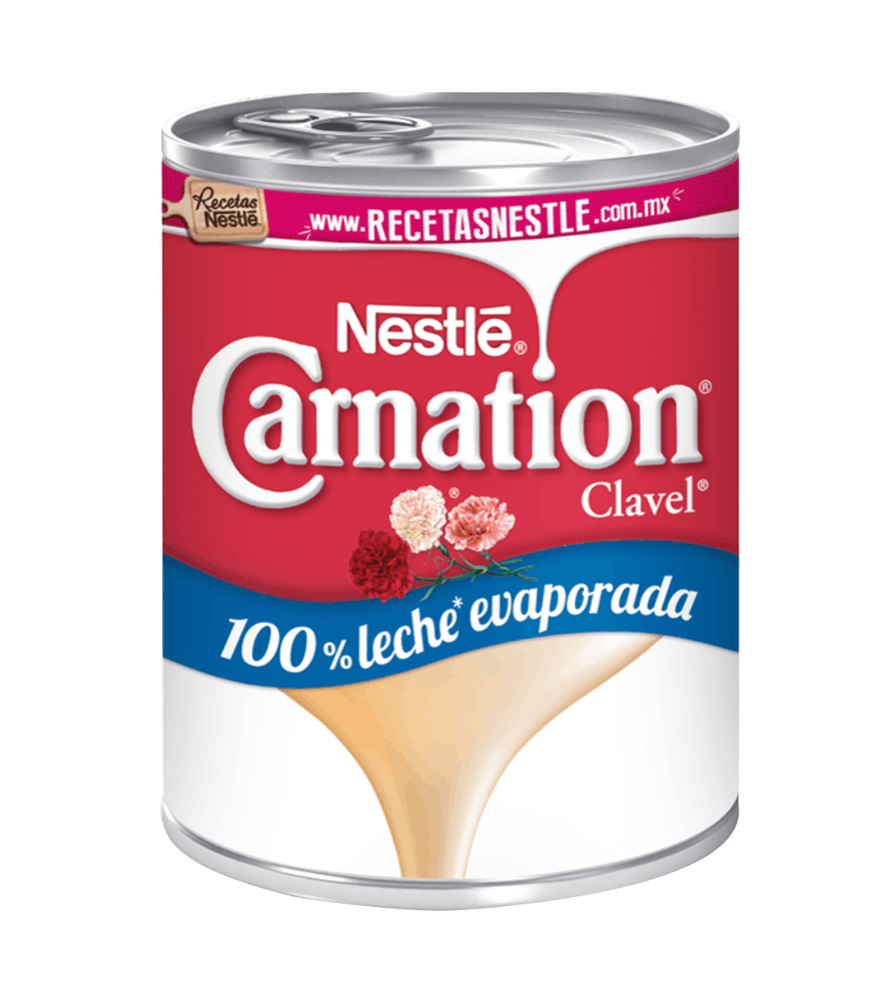 Recetas
Nestlé®
www.RECETASNESTLE.com.mx
Nestlé®
Carnation®
Clavel®
®
100% leche* evaporada